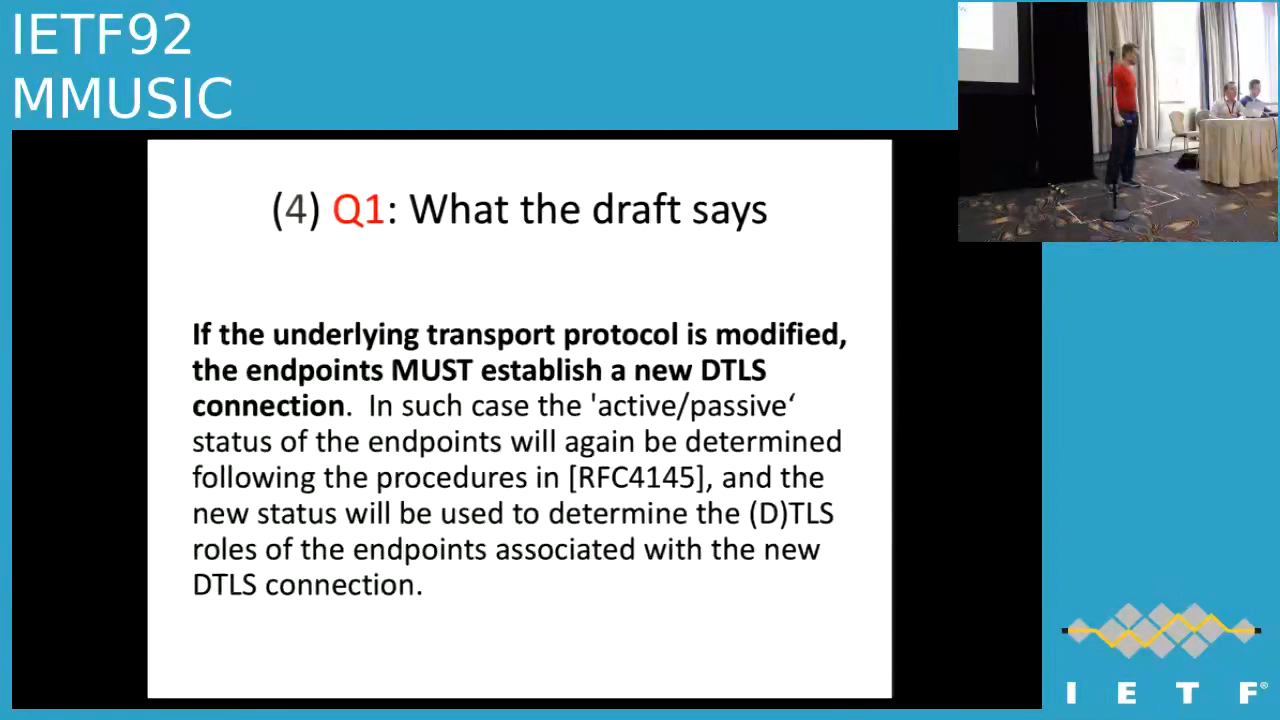 IETF92
MMUSIC
(4) Q1: What the draft says
If the underlying transport protocol is modified,
the endpoints MUST establish a new DTLS
connection.  In such case the 'active/passive‘
status of the endpoints will again be determined
following the procedures in [RFC4145], and the
new status will be used to determine the (D)TLS
roles of the endpoints associated with the new
DTLS connection.
I E T F®